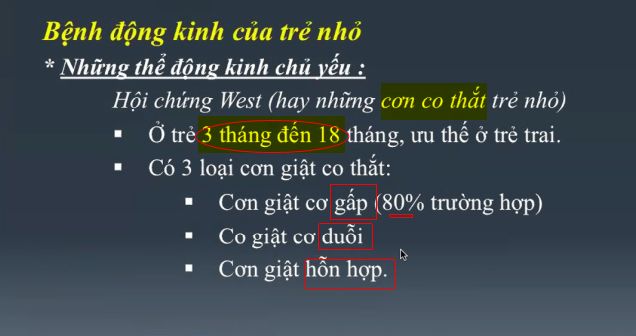 Bệnh động kinh của trẻ nhỏ
* Những thể động kinh chủ yếu :
Hội chứng West (hay những cơn co thắt trẻ nhỏ)
▪ Ở trẻ 3 tháng đến 18 tháng, ưu thế ở trẻ trai.
▪ Có 3 loại cơn giật co thắt:
▪ Cơn giật cơ gấp (80% trường hợp)
▪ Co giật cơ duỗi
▪ Cơn giật hỗn hợp.